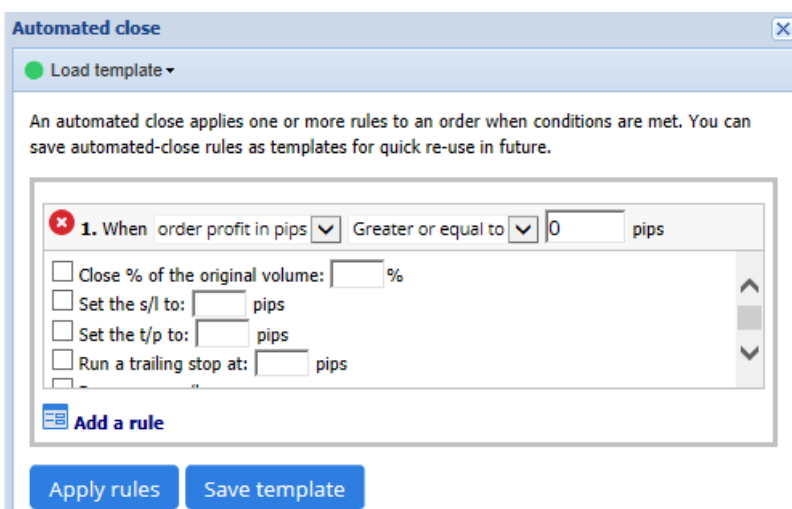 Automated close
Load template
An automated close applies one or more rules to an order when conditions are met. You can
save automated-close rules as templates for quick re-use in future.
1. When order profit in pips Greater or equal to 0 pips
Close % of the original volume: %
Set the s/l to: pips
Set the t/p to: pips
Run a trailing stop at: pips
Add a rule
Apply rules Save template